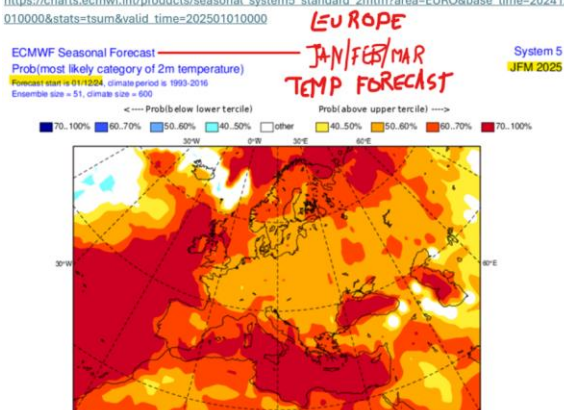 https://charts.ecmwf.int/products/seasonal_system5_standard_2mtm?area=EURO&base_time=20241
010000&stats=tsum&valid_time=202501010000
EUROPE
JAN/FEB/MAR
TEMP FORECAST
ECMWF Seasonal Forecast
Prob(most likely category of 2m temperature)
Forecast start is 01/12/24, climate period is 1993-2016
Ensemble size = 51, climate size = 600
System 5
JFM 2025
<---- Prob(below lower tercile)
Prob(above upper tercile) ---->
70..100% 60..70% 50..60% 40..50% other 40..50% 50..60% 60..70% 70..100%
30°W 0°W 30°E 60°E
30°W
60°E